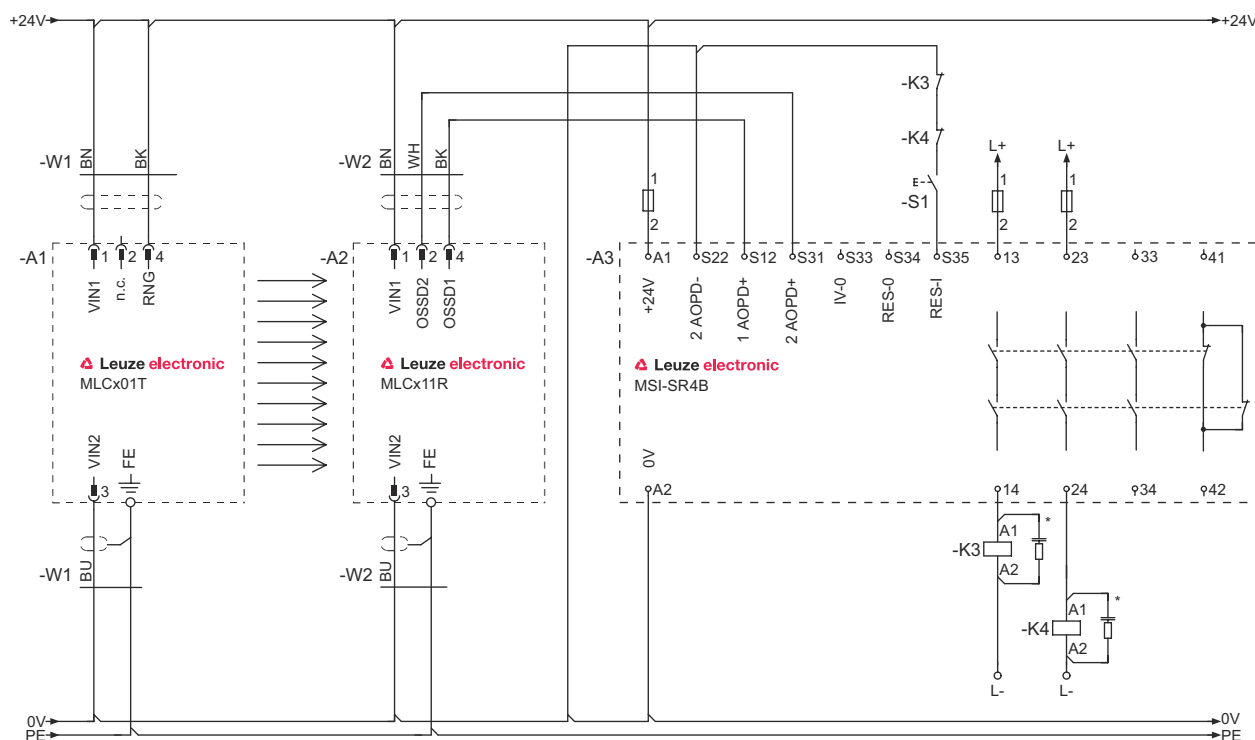 +24V +24V
-K3
-K4
L+ L+
-W1 BN BK -W2 BN WH BK
E
-S1
1 1 1
2 2 2
-A1 1 2 4 -A2 1 2 4 -A3 A1 S22 S12 S31 S33 S34 S35 13 23 33 41
VIN1 n.c. RNG VIN1 OSSD2 OSSD1 +24V 2 AOPD- 1 AOPD+ 2 AOPD+ IV-0 RES-0 RES-I
Leuze electronic Leuze electronic Leuze electronic
MLCx01T MLCx11R MSI-SR4B
VIN2 FE VIN2 FE 0V
3 3 A2 14 24 34 42
A1 *
-K3
A2
-W1 BU -W2 BU
A1 *
-K4
A2
L- L-
0V 0V
PE PE